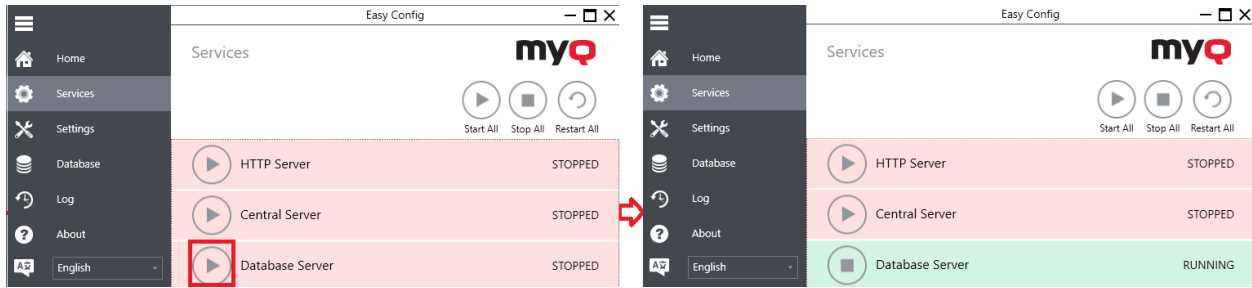 Easy Config
Home
Services
Settings
Database
Log
About
English
Services
myQ
Start All Stop All Restart All
HTTP Server STOPPED
Central Server STOPPED
Database Server STOPPED
Easy Config
Home
Services
Settings
Database
Log
About
English
Services
myQ
Start All Stop All Restart All
HTTP Server STOPPED
Central Server STOPPED
Database Server RUNNING